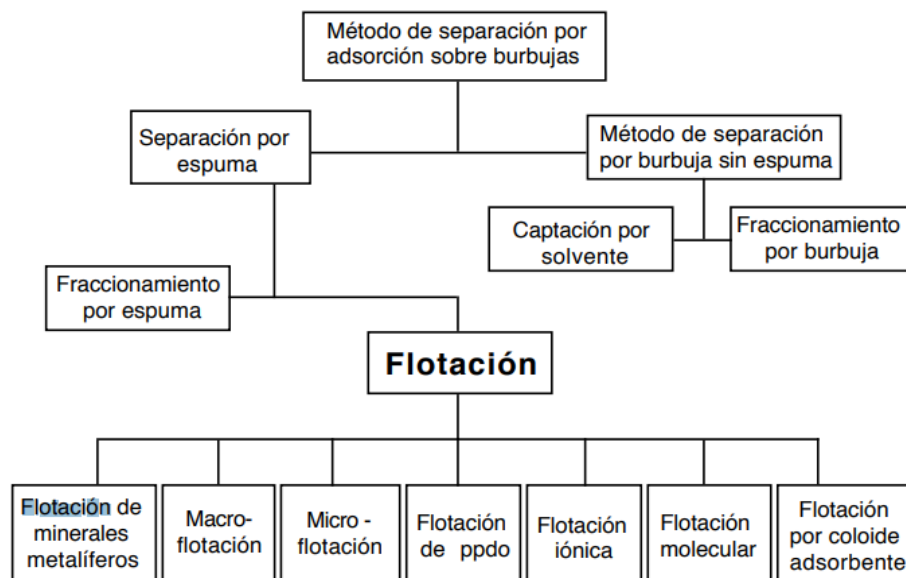 Método de separación por
adsorción sobre burbujas
Separación por
espuma
Método de separación
por burbuja sin espuma
Captación por
solvente
Fraccionamiento
por burbuja
Fraccionamiento
por espuma
Flotación
Flotación de
minerales
metalíferos
Macro-
flotación
Micro -
flotación
Flotación
de ppdo
Flotación
iónica
Flotación
molecular
Flotación
por coloide
adsorbente